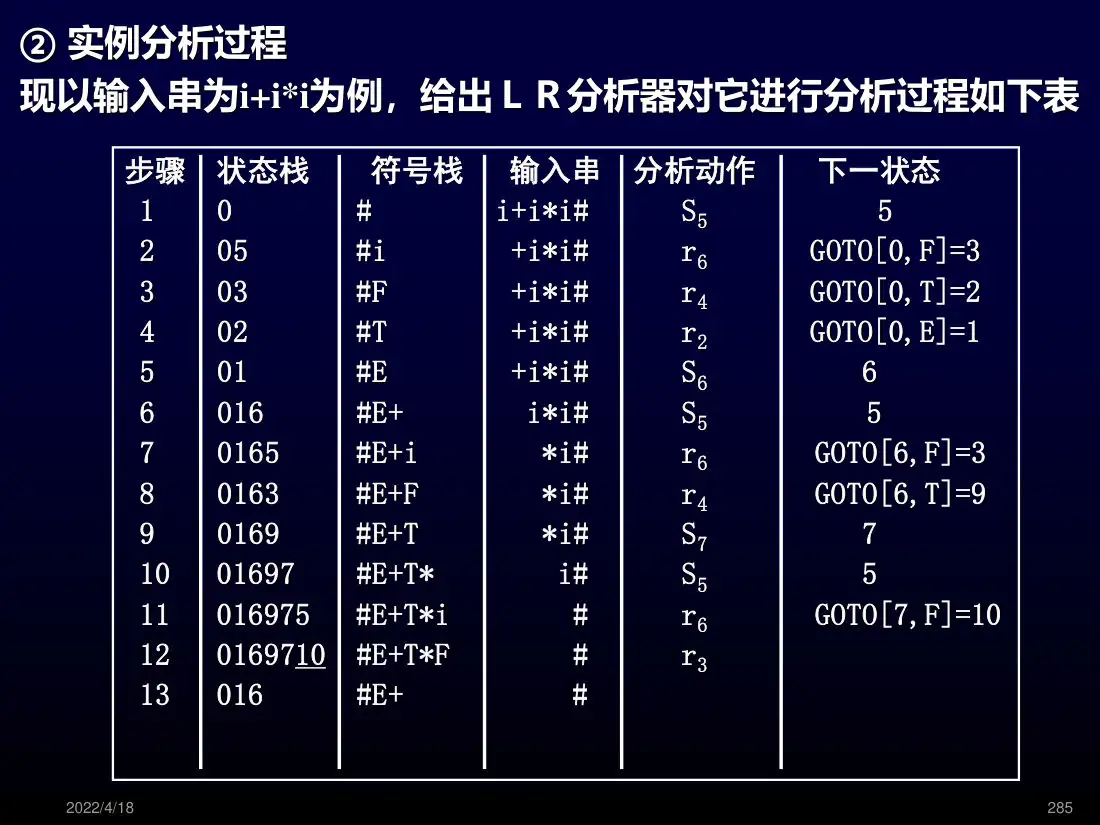 ② 实例分析过程
现以输入串为i+i*i为例，给出ＬＲ分析器对它进行分析过程如下表
步骤 状态栈 符号栈 输入串 分析动作 下一状态
1 0 # i+i*i# S5 5
2 05 #i +i*i# r6 GOTO[0,F]=3
3 03 #F +i*i# r4 GOTO[0,T]=2
4 02 #T +i*i# r2 GOTO[0,E]=1
5 01 #E +i*i# S6 6
6 016 #E+ i*i# S5 5
7 0165 #E+i *i# r6 GOTO[6,F]=3
8 0163 #E+F *i# r4 GOTO[6,T]=9
9 0169 #E+T *i# S7 7
10 01697 #E+T* i# S5 5
11 016975 #E+T*i # r6 GOTO[7,F]=10
12 0169710 #E+T*F # r3
13 016 #E+ #
2022/4/18
285